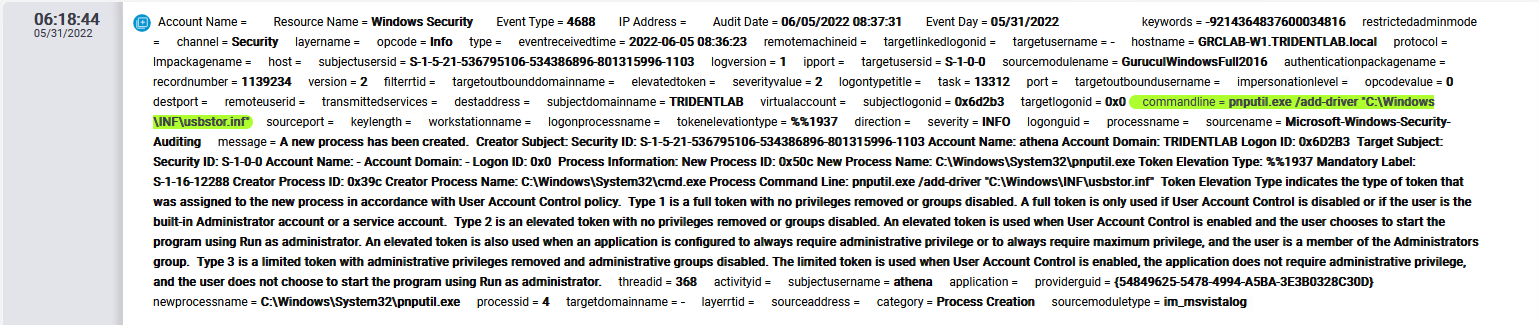 06:18:44
05/31/2022
Account Name = Resource Name = Windows Security Event Type = 4688 IP Address = Audit Date = 06/05/2022 08:37:31 Event Day = 05/31/2022 keywords = -9214364837600034816 restrictedadminmode
= channel = Security layername = opcode = Info type = eventreceivedtime = 2022-06-05 08:36:23 remotemachineid = targetlinkedlogonid = targetusername = - hostname = GRCLAB-W1.TRIDENTLAB.local protocol =
lmpackagename = host = subjectusersid = S-1-5-21-536795106-534386896-801315996-1103 logversion = 1 ipport = targetusersid = S-1-0-0 sourcemodulename = GuruculWindowsFull2016 authenticationpackagename =
recordnumber = 1139234 version = 2 filterrtid = targetoutbounddomainname = elevatedtoken = severityvalue = 2 logontypetitle = task = 13312 port = targetoutboundusername = impersonationlevel = opcodevalue = 0
destport = remoteuserid = transmittedservices = destaddress = subjectdomainname = TRIDENTLAB virtualaccount = subjectlogonid = 0x6d2b3 targetlogonid = 0x0 commandline = pnputil.exe /add-driver "C:\Windows
\INF\usbstor.inf" sourceport = keylength = workstationname = logonprocessname = tokenelevationtype = %%1937 direction = severity = INFO logonguid = processname = sourcename = Microsoft-Windows-Security-
Auditing message = A new process has been created. Creator Subject: Security ID: S-1-5-21-536795106-534386896-801315996-1103 Account Name: athena Account Domain: TRIDENTLAB Logon ID: 0x6D2B3 Target Subject:
Security ID: S-1-0-0 Account Name: - Account Domain: - Logon ID: 0x0 Process Information: New Process ID: 0x50c New Process Name: C:\Windows\System32\pnputil.exe Token Elevation Type: %%1937 Mandatory Label:
S-1-16-12288 Creator Process ID: 0x39c Creator Process Name: C:\Windows\System32\cmd.exe Process Command Line: pnputil.exe /add-driver "C:\Windows\INF\usbstor.inf" Token Elevation Type indicates the type of token that
was assigned to the new process in accordance with User Account Control policy. Type 1 is a full token with no privileges removed or groups disabled. A full token is only used if User Account Control is disabled or if the user is the
built-in Administrator account or a service account. Type 2 is an elevated token with no privileges removed or groups disabled. An elevated token is used when User Account Control is enabled and the user chooses to start the
program using Run as administrator. An elevated token is also used when an application is configured to always require administrative privilege or to always require maximum privilege, and the user is a member of the Administrators
group. Type 3 is a limited token with administrative privileges removed and administrative groups disabled. The limited token is used when User Account Control is enabled, the application does not require administrative privilege,
and the user does not choose to start the program using Run as administrator. threadid = 368 activityid = subjectusername = athena application = providerguid = {54849625-5478-4994-A5BA-3E3B0328C30D}
newprocessname = C:\Windows\System32\pnputil.exe processid = 4 targetdomainname = - layerrtid = sourceaddress = category = Process Creation sourcemoduletype = im_msvistalog